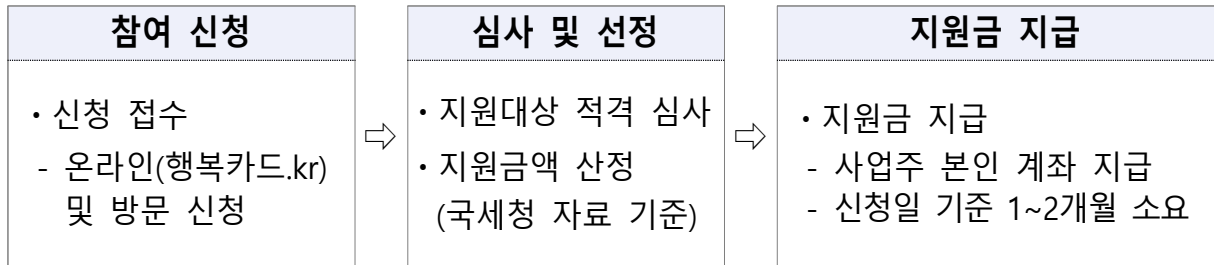 참여 신청
・신청 접수
- 온라인(행복카드.kr)
및 방문 신청
⇨
심사 및 선정
・지원대상 적격 심사
・지원금액 산정
(국세청 자료 기준)
⇨
지원금 지급
・지원금 지급
- 사업주 본인 계좌 지급
- 신청일 기준 1~2개월 소요